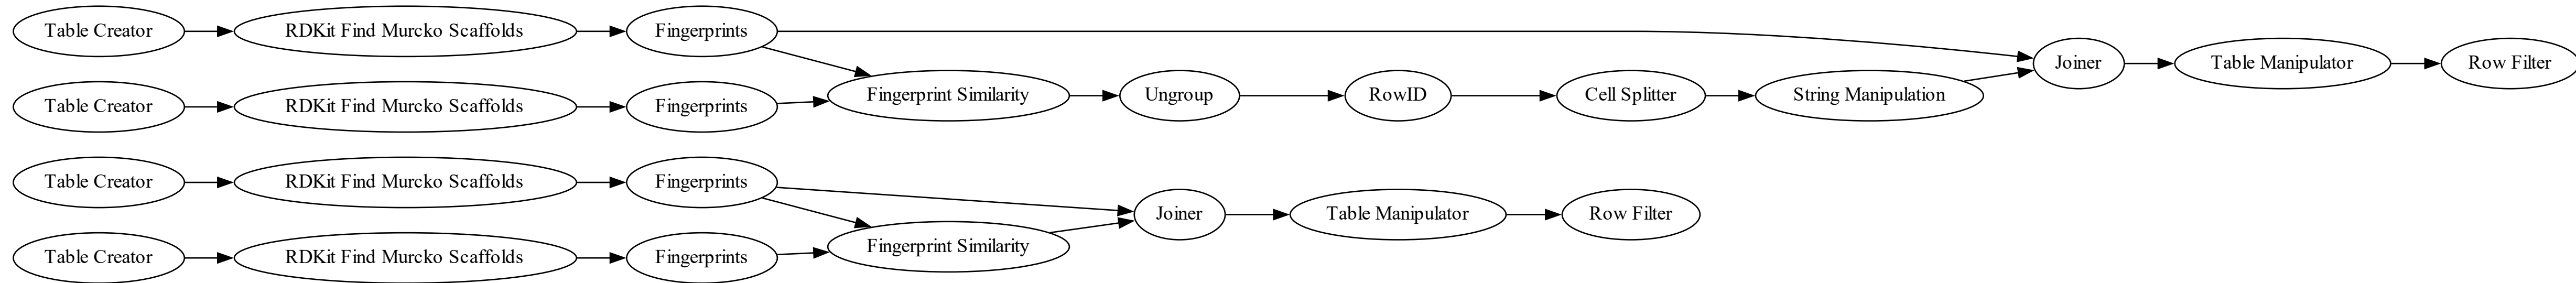 Table Creator
RDKit Find Murcko Scaffolds
Fingerprints
Joiner
Table Manipulator
Row Filter
Table Creator
RDKit Find Murcko Scaffolds
Fingerprints
Fingerprint Similarity
Ungroup
RowID
Cell Splitter
String Manipulation
Table Creator
RDKit Find Murcko Scaffolds
Fingerprints
Joiner
Table Manipulator
Row Filter
Table Creator
RDKit Find Murcko Scaffolds
Fingerprints
Fingerprint Similarity